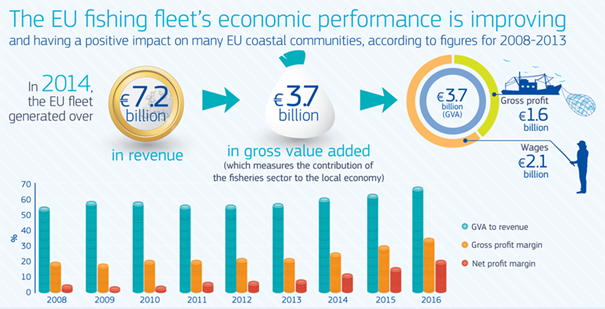 The EU fishing fleet's economic performance is improving
and having a positive impact on many EU coastal communities, according to figures for 2008-2013
In 2014,
the EU fleet
generated over
€7.2
billion
in revenue
€3.7
billion
in gross value added
(which measures the contribution of
the fisheries sector to the local economy)
€3.7
billion
(GVA)
Gross profit
€1.6
billion
Wages
€2.1
billion
70
60
50
40
30
20
10
0
%
2008
2009
2010
2011
2012
2013
2014
2015
2016
GVA to revenue
Gross profit margin
Net profit margin